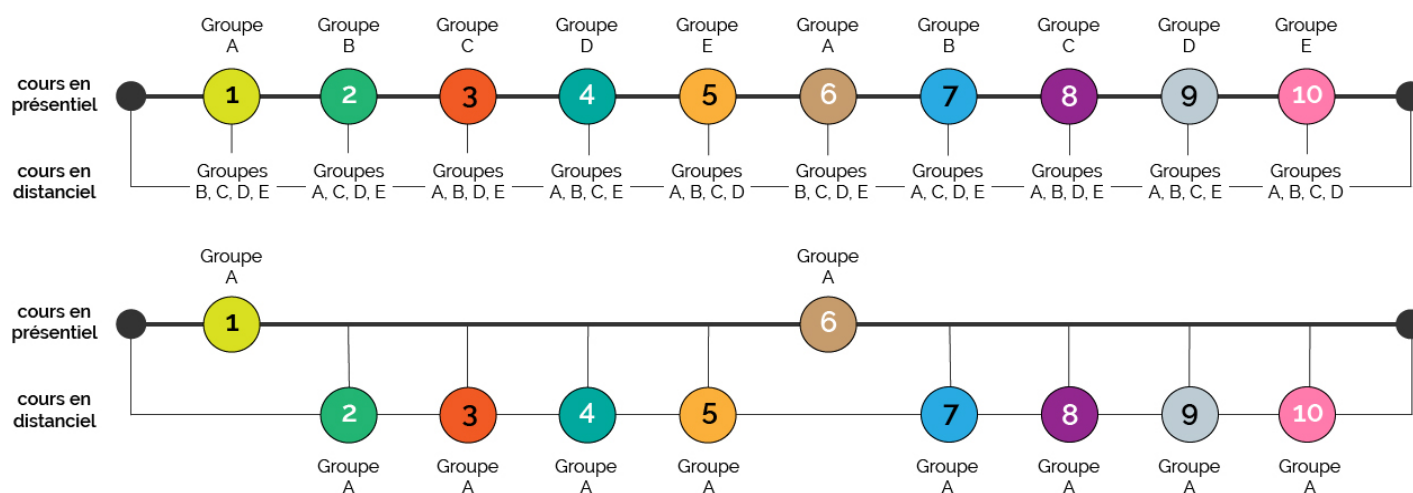 Groupe A
Groupe B
Groupe C
Groupe D
Groupe E
Groupe A
Groupe B
Groupe C
Groupe D
Groupe E
cours en
présentiel
1 2 3 4 5 6 7 8 9 10
cours en
distanciel
Groupes
B, C, D, E
Groupes
A, C, D, E
Groupes
A, B, D, E
Groupes
A, B, C, E
Groupes
A, B, C, D
Groupes
B, C, D, E
Groupes
A, C, D, E
Groupes
A, B, D, E
Groupes
A, B, C, E
Groupes
A, B, C, D
Groupe
A
Groupe
A
cours en
présentiel
1 6
cours en
distanciel
2 3 4 5 7 8 9 10
Groupe
A
Groupe
A
Groupe
A
Groupe
A
Groupe
A
Groupe
A
Groupe
A
Groupe
A